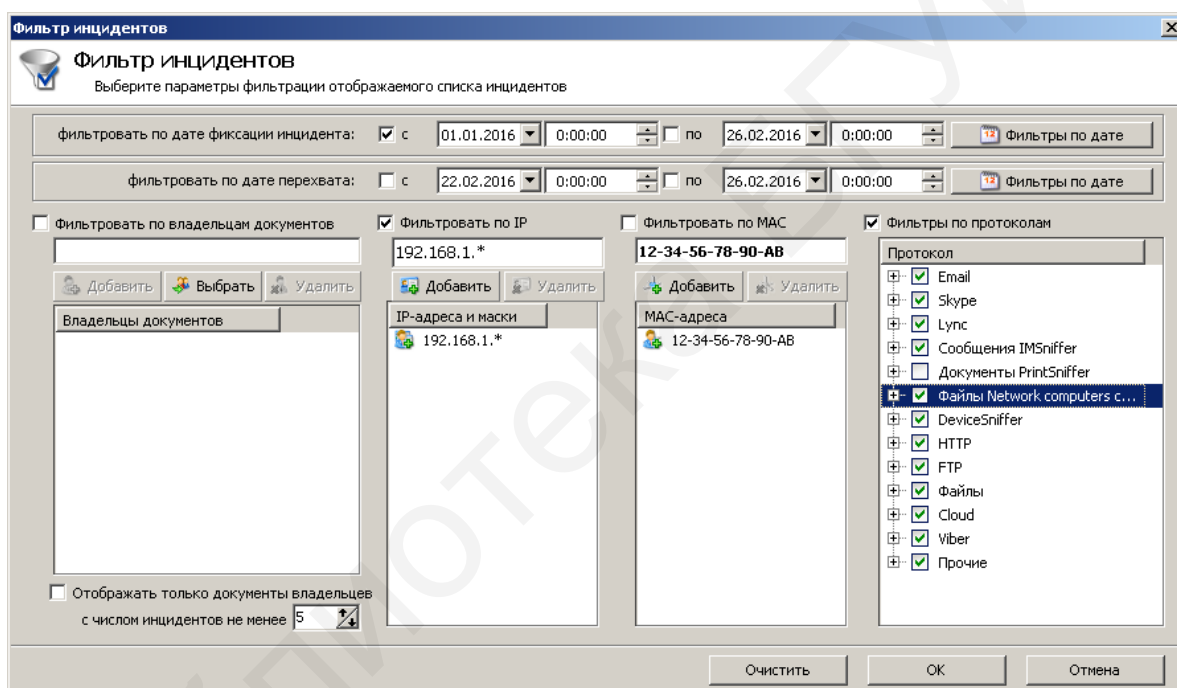 Фильтр инцидентов
Фильтр инцидентов
Выберите параметры фильтрации отображаемого списка инцидентов
фильтровать по дате фиксации инцидента: с 01.01.2016 0:00:00 по 26.02.2016 0:00:00 12 Фильтры по дате
фильтровать по дате перехвата: с 22.02.2016 0:00:00 по 26.02.2016 0:00:00 12 Фильтры по дате
Фильтровать по владельцам документов
Добавить Выбрать Удалить
Владельцы документов
Отображать только документы владельцев
с числом инцидентов не менее 5
Фильтровать по IP
192.168.1.*
Добавить Удалить
IP-адреса и маски
192.168.1.*
Фильтровать по MAC
12-34-56-78-90-AB
Добавить Удалить
MAC-адреса
12-34-56-78-90-AB
Фильтры по протоколам
Протокол
Email
Skype
Lync
Сообщения IMSniffer
Документы PrintSniffer
Файлы Network computers c...
DeviceSniffer
HTTP
FTP
Файлы
Cloud
Viber
Прочие
Очистить OK Отмена